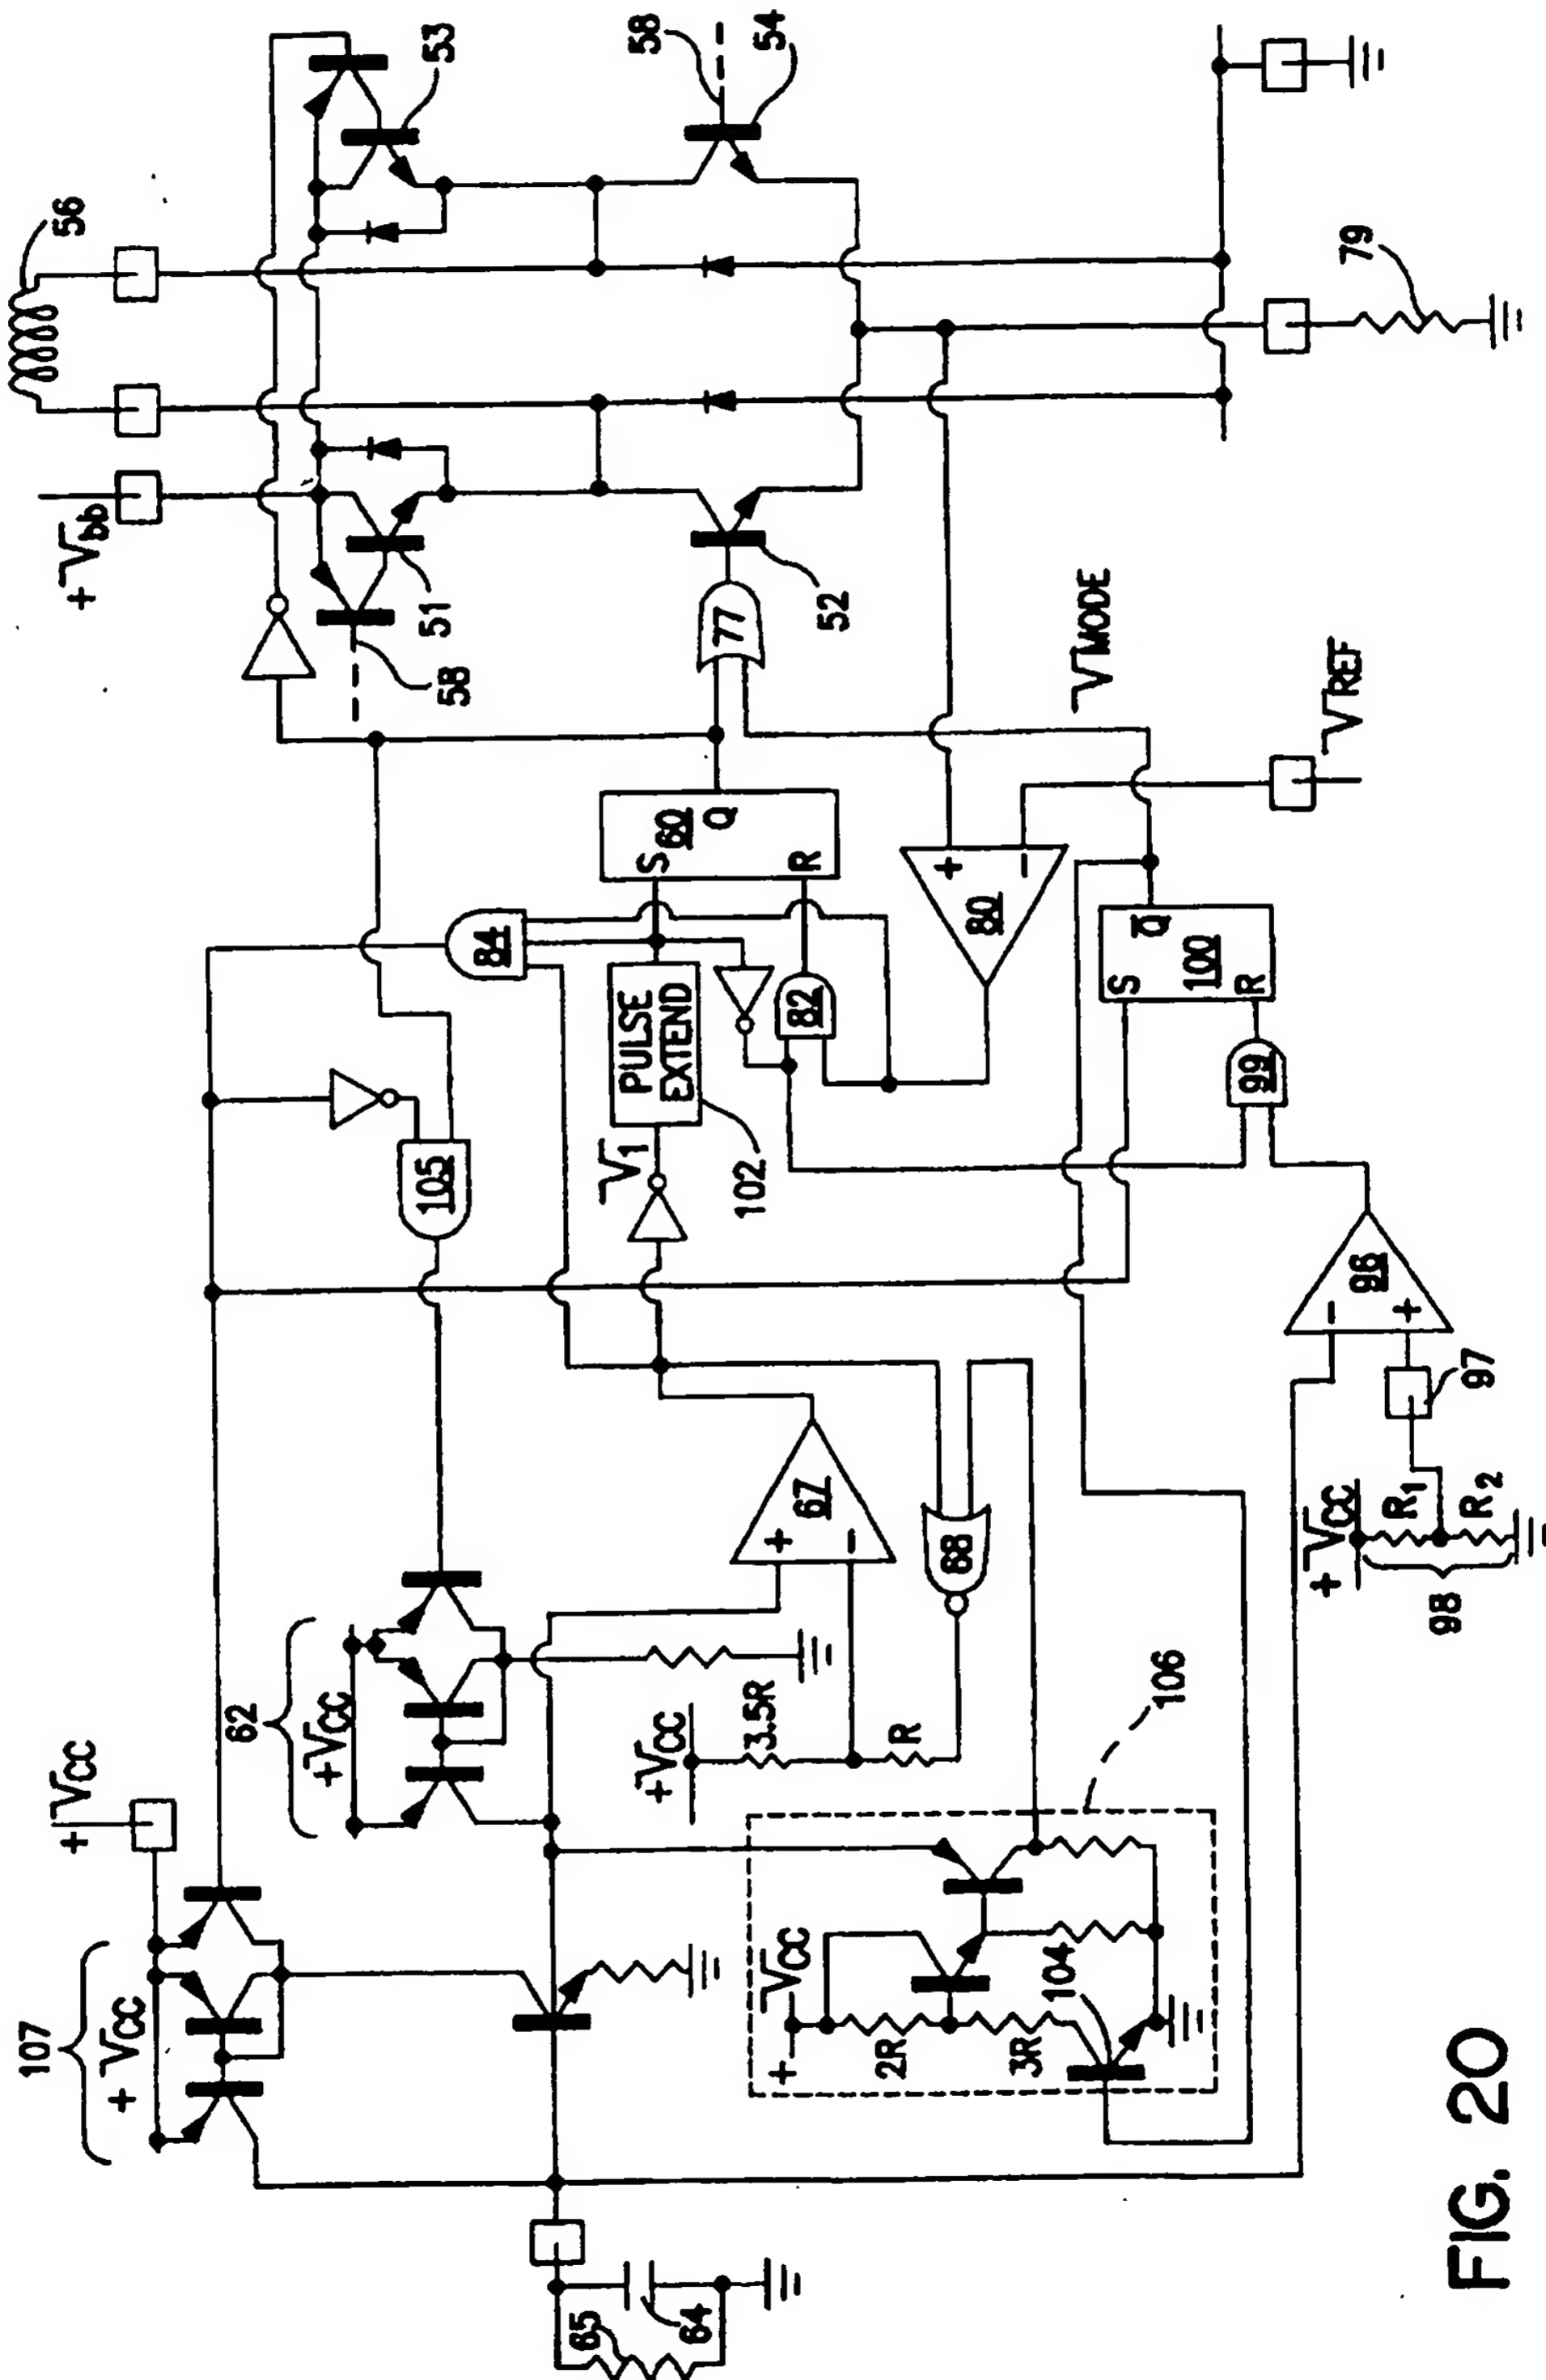 107
+ VCC
+ VCC
62
+VCC
105
84
+ Vbb
56
53
58
51
58
54
52
77
65
64
+VCC
3.5R
R
67
+
−
68
V1
PULSE
EXTEND
102
82
S
60
Q
R
80
+
−
VMODE
VREF
79
+ VCC
2R
3R
104
106
+VCC
R1
R2
98
97
96
−
+
99
S
Q
100
R
FIG. 20